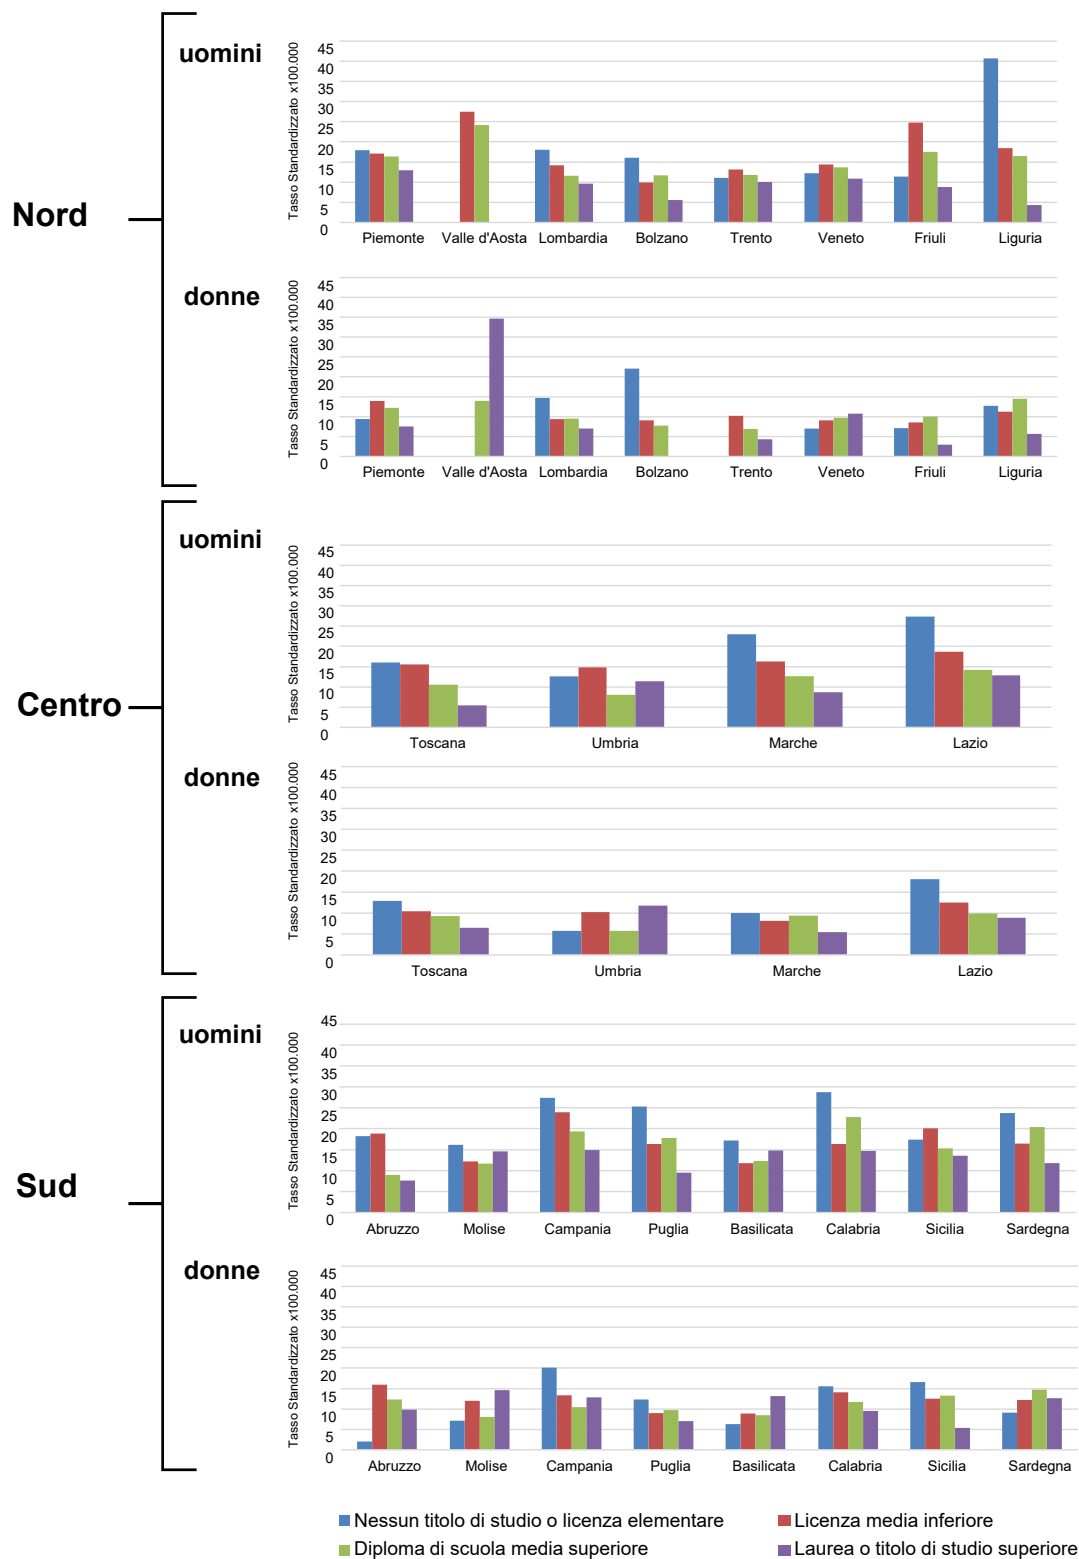 Nord
uomini
Tasso Standardizzato x100.000
45
40
35
30
25
20
15
10
5
0
Piemonte Valle d'Aosta Lombardia Bolzano Trento Veneto Friuli Liguria
donne
Tasso Standardizzato x100.000
45
40
35
30
25
20
15
10
5
0
Piemonte Valle d'Aosta Lombardia Bolzano Trento Veneto Friuli Liguria
Centro
uomini
Tasso Standardizzato x100.000
45
40
35
30
25
20
15
10
5
0
Toscana Umbria Marche Lazio
donne
Tasso Standardizzato x100.000
45
40
35
30
25
20
15
10
5
0
Toscana Umbria Marche Lazio
Sud
uomini
Tasso Standardizzato x100.000
45
40
35
30
25
20
15
10
5
0
Abruzzo Molise Campania Puglia Basilicata Calabria Sicilia Sardegna
donne
Tasso Standardizzato x100.000
45
40
35
30
25
20
15
10
5
0
Abruzzo Molise Campania Puglia Basilicata Calabria Sicilia Sardegna
Nessun titolo di studio o licenza elementare Licenza media inferiore
Diploma di scuola media superiore Laurea o titolo di studio superiore